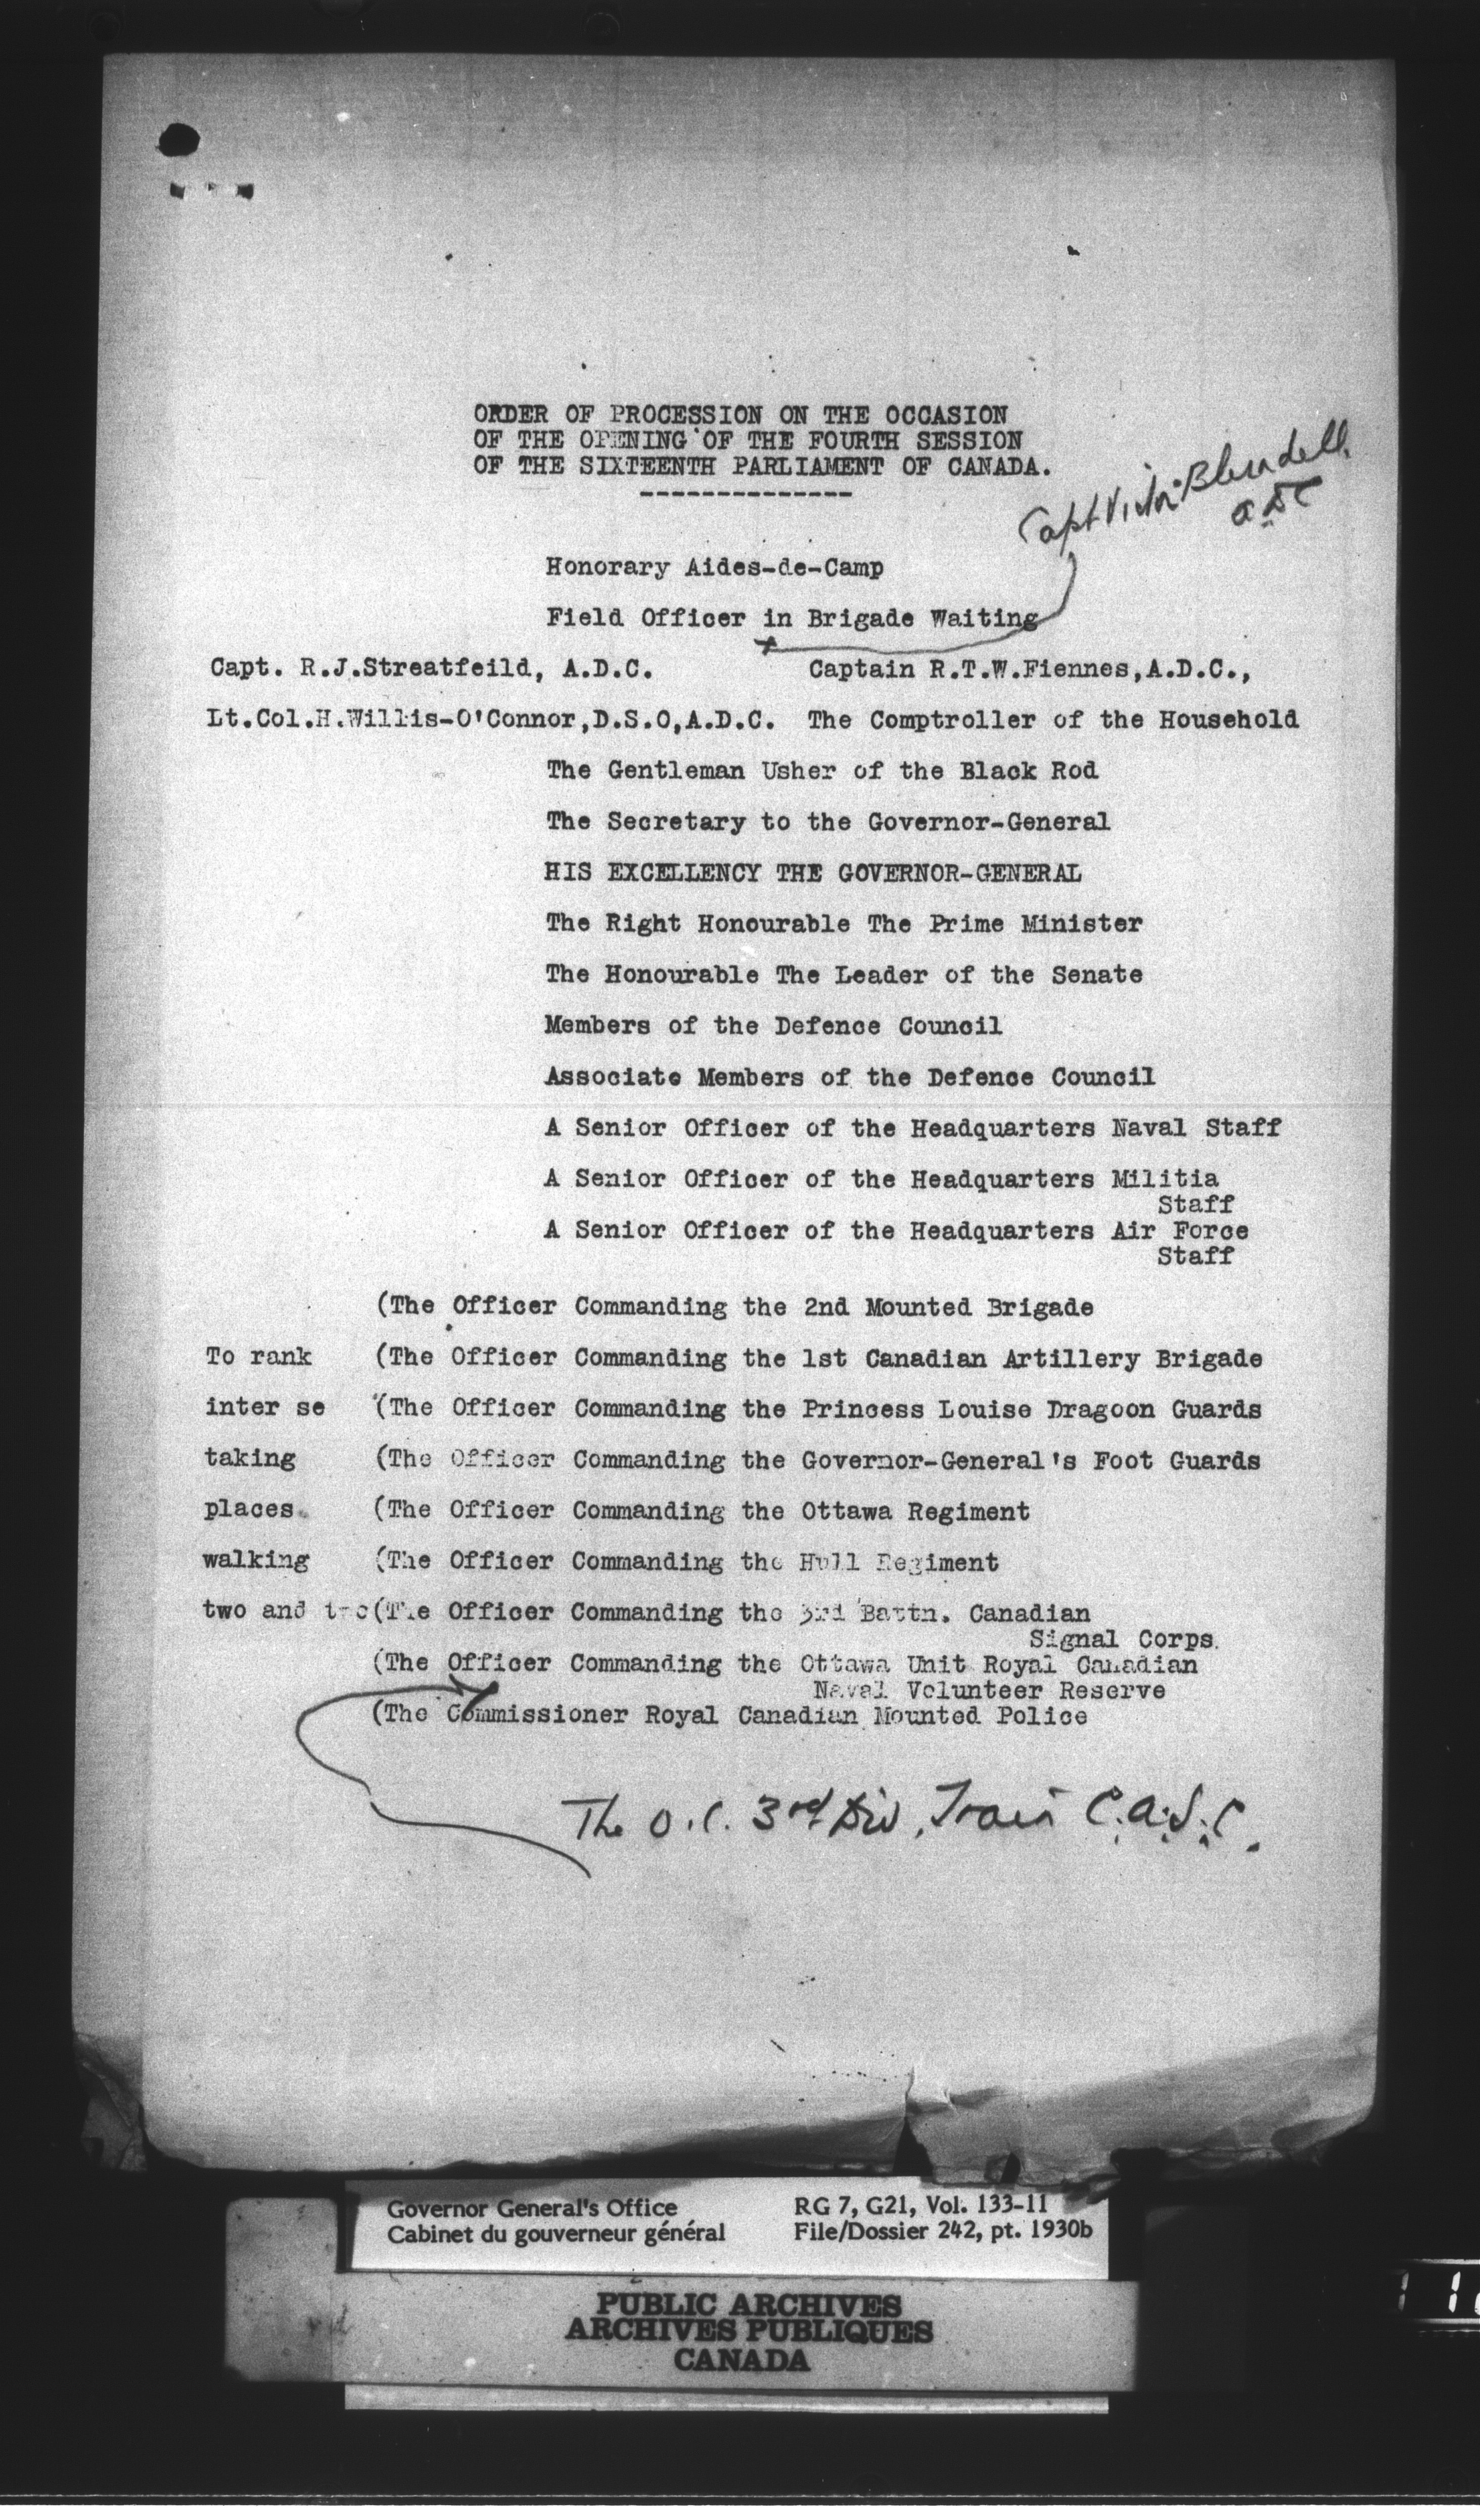 ORDER OF PROCESSION ON THE OCCASION
OF THE OPENING OF THE FOURTH SESSION
OF THE SIXTEENTH PARLIAMENT OF CANADA.
--------------
Capt Victor Blundell.
ADC
Honorary Aides-de-Camp
Field Officer in Brigade Waiting
Capt. R.J.Streatfeild, A.D.C. Captain R.T.W.Fiennes,A.D.C.,
Lt.Col.H.Willis-O'Connor,D.S.O,A.D.C. The Comptroller of the Household
The Gentleman Usher of the Black Rod
The Secretary to the Governor-General
HIS EXCELLENCY THE GOVERNOR-GENERAL
The Right Honourable The Prime Minister
The Honourable The Leader of the Senate
Members of the Defence Council
Associate Members of the Defence Council
A Senior Officer of the Headquarters Naval Staff
A Senior Officer of the Headquarters Militia
Staff
A Senior Officer of the Headquarters Air Force
Staff
(The Officer Commanding the 2nd Mounted Brigade
To rank (The Officer Commanding the 1st Canadian Artillery Brigade
inter se (The Officer Commanding the Princess Louise Dragoon Guards
taking (The Officer Commanding the Governor-General's Foot Guards
places. (The Officer Commanding the Ottawa Regiment
walking (The Officer Commanding the Hull Regiment
two and two(The Officer Commanding the 3rd Battn. Canadian
Signal Corps.
(The Officer Commanding the Ottawa Unit Royal Canadian
Naval Volunteer Reserve
(The Commissioner Royal Canadian Mounted Police
The O.C. 3rd Div. Train C.A.S.C.
Governor General's Office RG 7, G21, Vol. 133-11
Cabinet du gouverneur général File/Dossier 242, pt. 1930b
PUBLIC ARCHIVES
ARCHIVES PUBLIQUES
CANADA